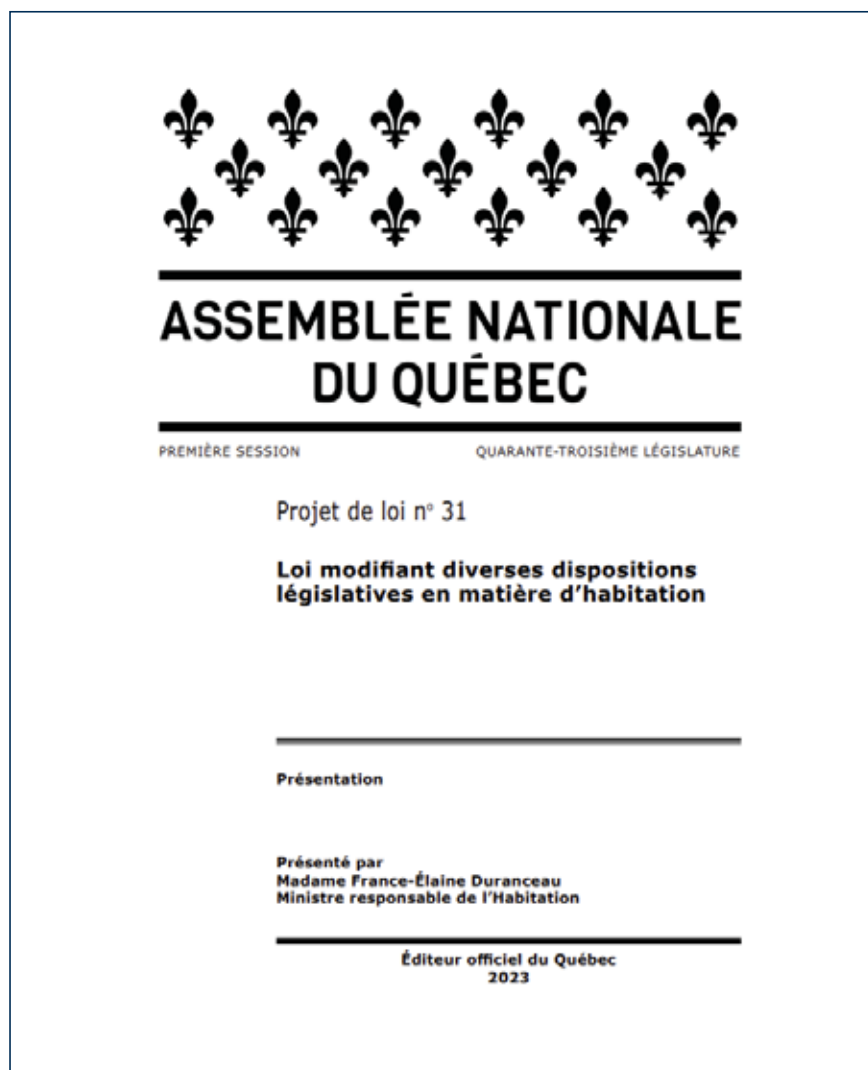 ASSEMBLÉE NATIONALE
DU QUÉBEC
PREMIÈRE SESSION QUARANTE-TROISIÈME LÉGISLATURE
Projet de loi nº 31
Loi modifiant diverses dispositions
législatives en matière d’habitation
Présentation
Présenté par
Madame France-Élaine Duranceau
Ministre responsable de l’Habitation
Éditeur officiel du Québec
2023